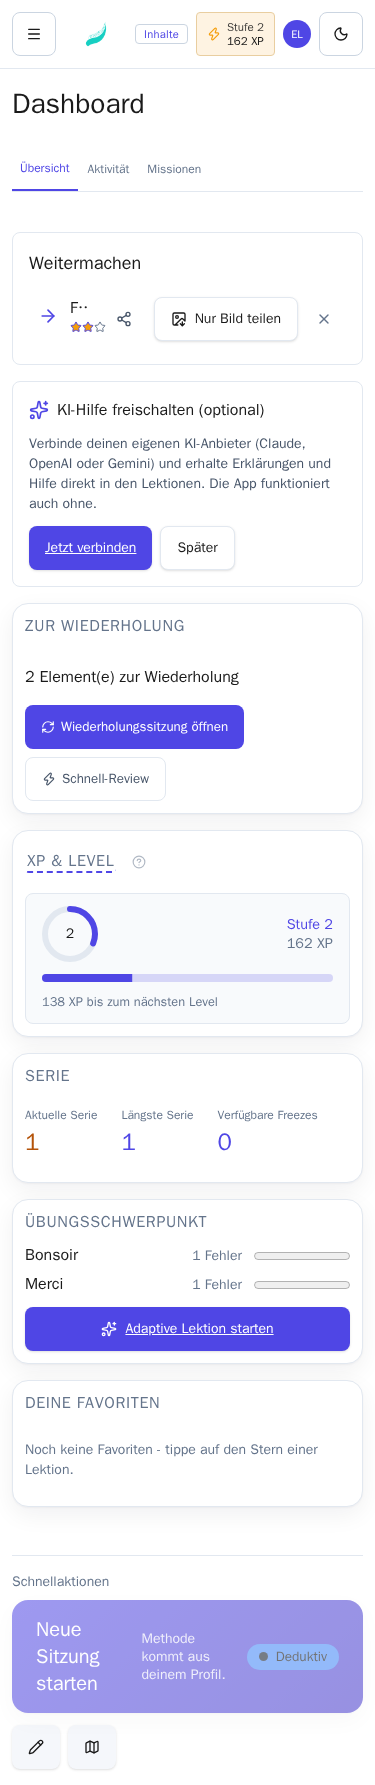 Inhalte
Stufe 2
162 XP
EL
Dashboard
Übersicht
Aktivität
Missionen
Weitermachen
F··
Nur Bild teilen
KI-Hilfe freischalten (optional)
Verbinde deinen eigenen KI-Anbieter (Claude,
OpenAI oder Gemini) und erhalte Erklärungen und
Hilfe direkt in den Lektionen. Die App funktioniert
auch ohne.
Jetzt verbinden
Später
ZUR WIEDERHOLUNG
2 Element(e) zur Wiederholung
Wiederholungssitzung öffnen
Schnell-Review
XP & LEVEL
2
Stufe 2
162 XP
138 XP bis zum nächsten Level
SERIE
Aktuelle Serie
Längste Serie
Verfügbare Freezes
1
1
0
ÜBUNGSSCHWERPUNKT
Bonsoir
1 Fehler
Merci
1 Fehler
Adaptive Lektion starten
DEINE FAVORITEN
Noch keine Favoriten - tippe auf den Stern einer
Lektion.
Schnellaktionen
Neue
Sitzung
starten
Methode
kommt aus
deinem Profil.
Deduktiv